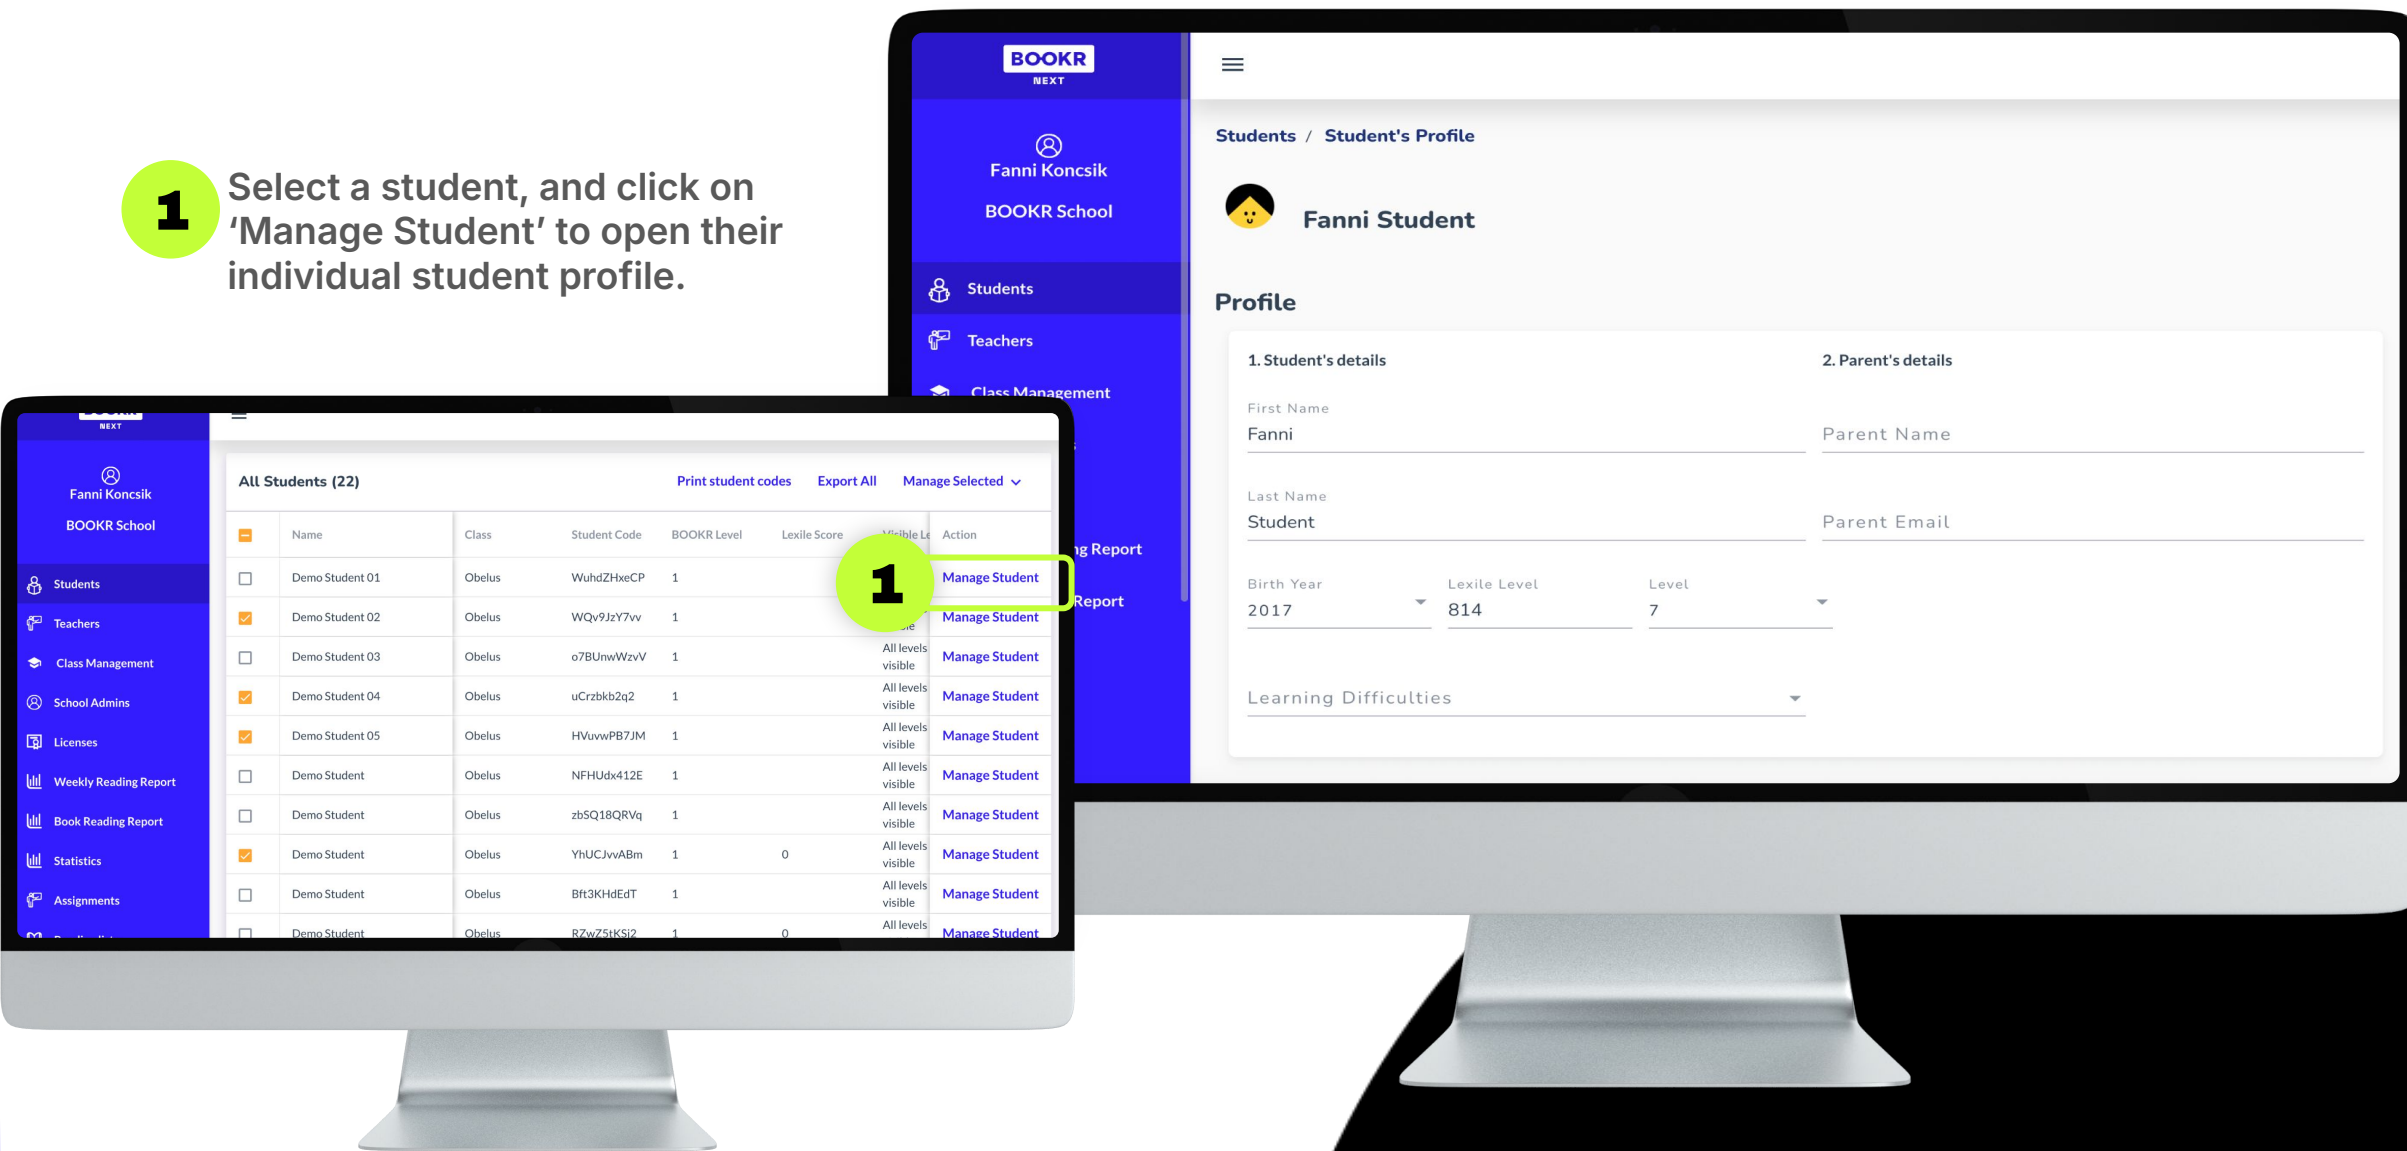 1
Select a student, and click on
‘Manage Student’ to open their
individual student profile.
BOOKR
NEXT
Fanni Koncsik
BOOKR School
Students
Teachers
Class Management
ng Report
Report
Students / Student's Profile
Fanni Student
Profile
1. Student's details
2. Parent's details
First Name
Fanni
Parent Name
Last Name
Student
Parent Email
Birth Year Lexile Level Level
2017 814 7
Learning Difficulties
NEXT
Fanni Koncsik
BOOKR School
Students
Teachers
Class Management
School Admins
Licenses
Weekly Reading Report
Book Reading Report
Statistics
Assignments
All Students (22) Print student codes Export All Manage Selected
Name Class Student Code BOOKR Level Lexile Score Visible Le Action
1
Demo Student 01 Obelus WuhdZHxeCP 1 Manage Student
Demo Student 02 Obelus WQv9JzY7vv 1 Manage Student
Demo Student 03 Obelus o7BUnwWzvV 1 All levels visible Manage Student
Demo Student 04 Obelus uCrzbkb2q2 1 All levels visible Manage Student
Demo Student 05 Obelus HVuvwPB7JM 1 All levels visible Manage Student
Demo Student Obelus NFHUdx412E 1 All levels visible Manage Student
Demo Student Obelus zbSQ18QRVq 1 All levels visible Manage Student
Demo Student Obelus YhUCJvvABm 1 0 All levels visible Manage Student
Demo Student Obelus Bft3KHdEdT 1 All levels visible Manage Student
Demo Student Obelus RZwZ5tKSj2 1 0 All levels Manage Student